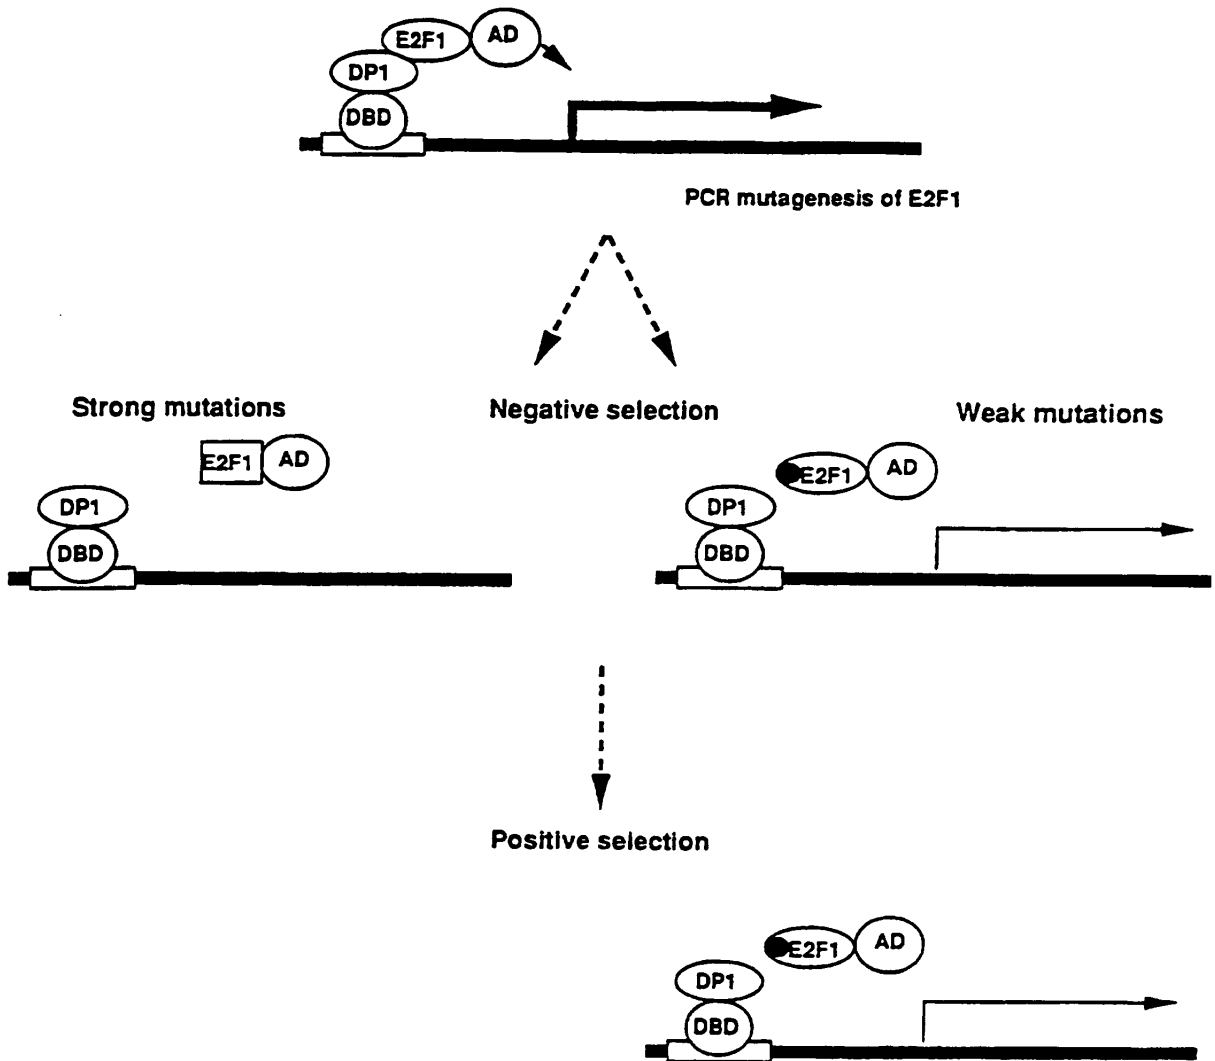 E2F1
AD
DP1
DBD
PCR mutagenesis of E2F1
Strong mutations
Negative selection
Weak mutations
E2F1
AD
DP1
DBD
E2F1
AD
DP1
DBD
Positive selection
E2F1
AD
DP1
DBD